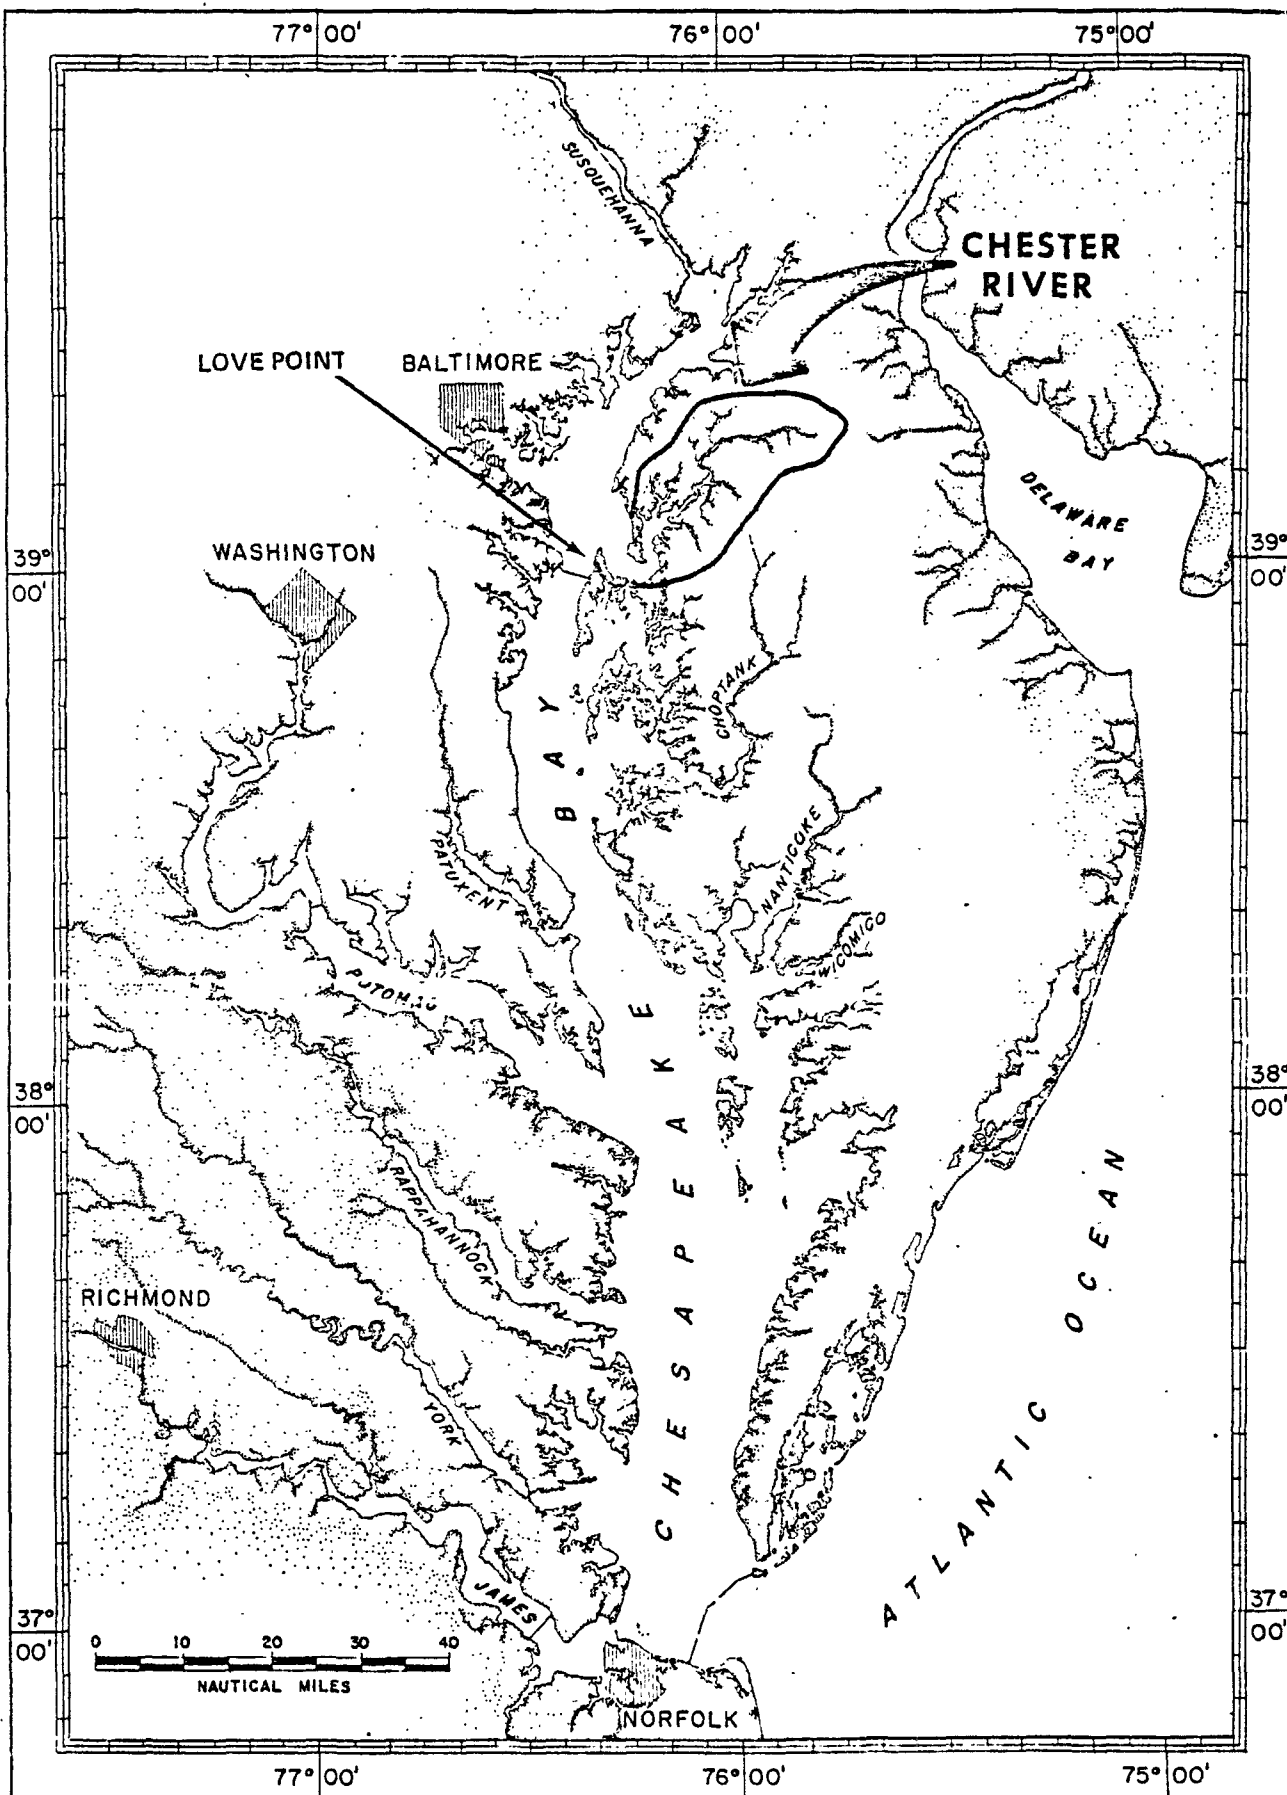 77°00'
76°00'
75°00'
SUSQUEHANNA
CHESTER
RIVER
LOVE POINT
BALTIMORE
DELAWARE
BAY
WASHINGTON
39°
00'
39°
00'
CHOPTANK
NANTICOKE
PATUXENT
WICOMICO
POTOMAC
38°
00'
38°
00'
RAPPAHANNOCK
CHESAPEAKE BAY
ATLANTIC OCEAN
RICHMOND
YORK
JAMES
37°
00'
37°
00'
0 10 20 30 40
NAUTICAL MILES
NORFOLK
77°00'
76°00'
75°00'